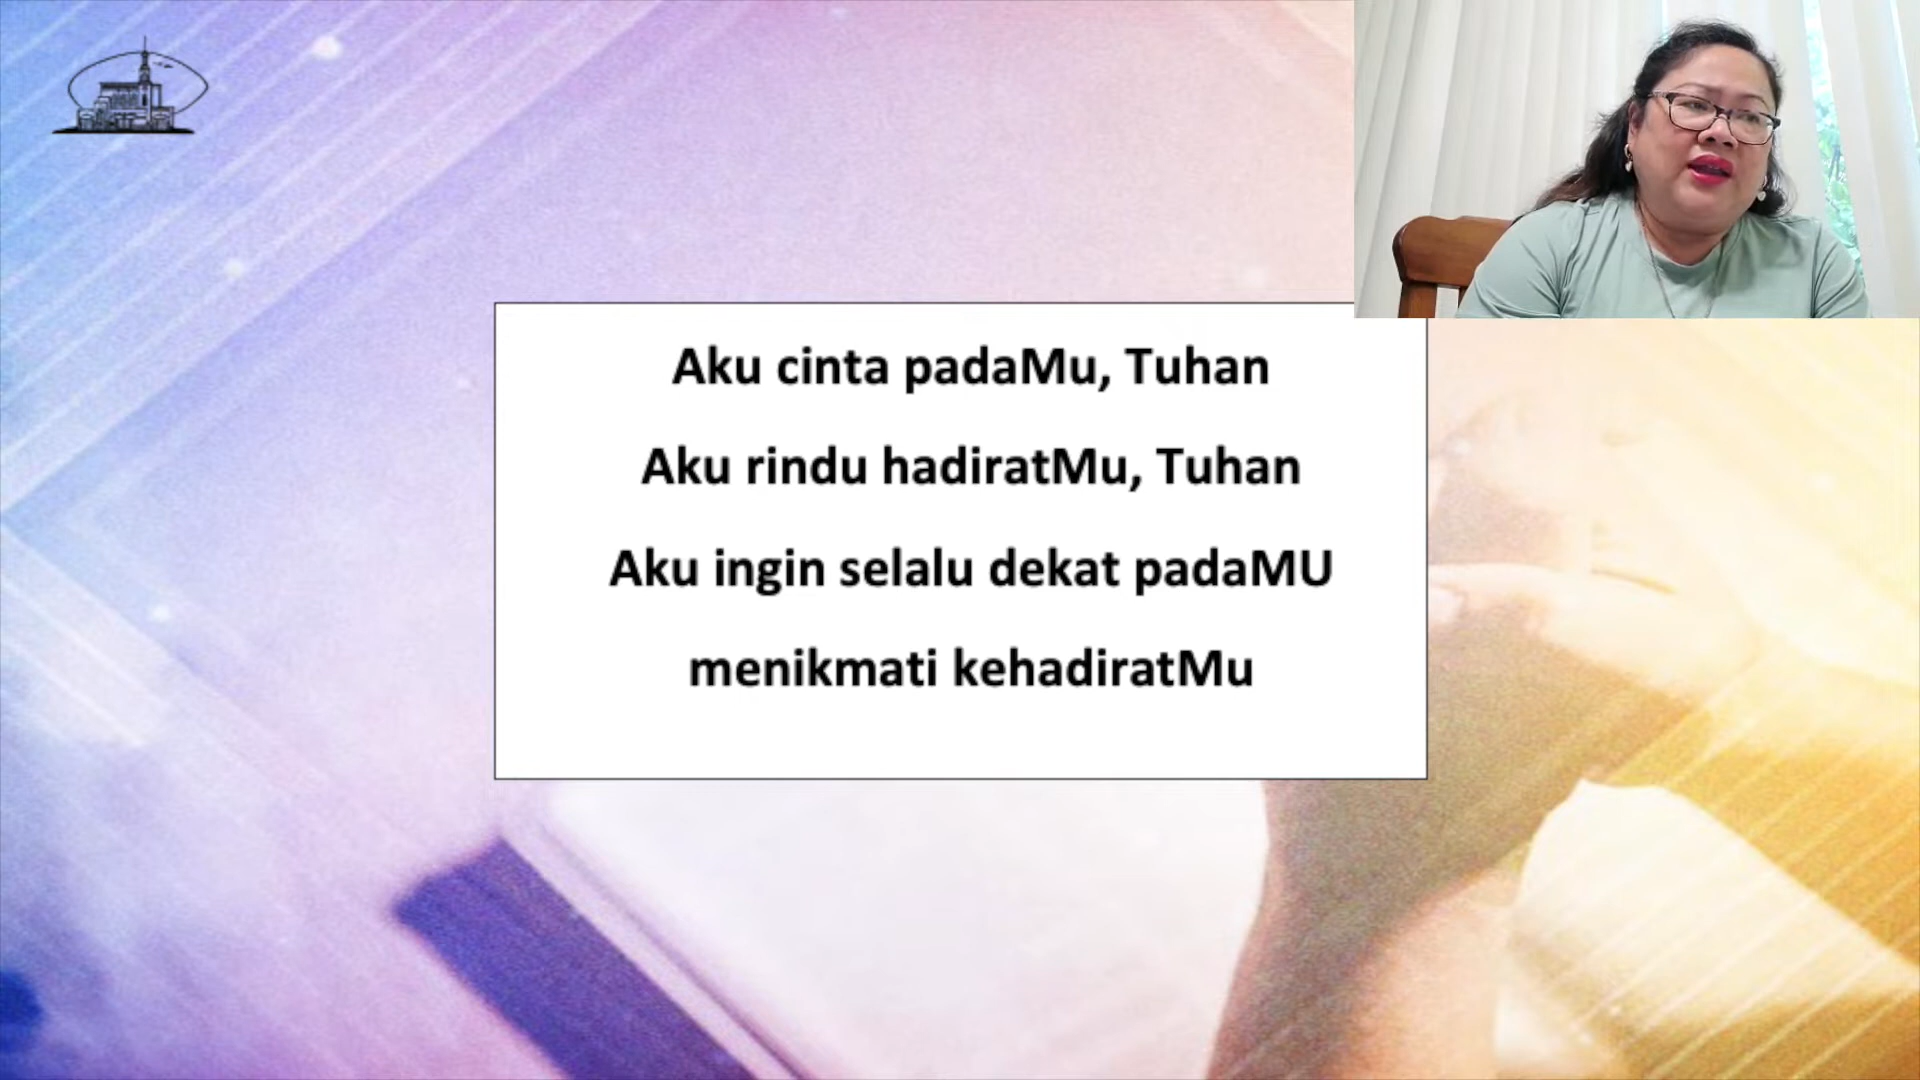 Aku cinta padaMu, Tuhan
Aku rindu hadiratMu, Tuhan
Aku ingin selalu dekat padaMU
menikmati kehadiratMu